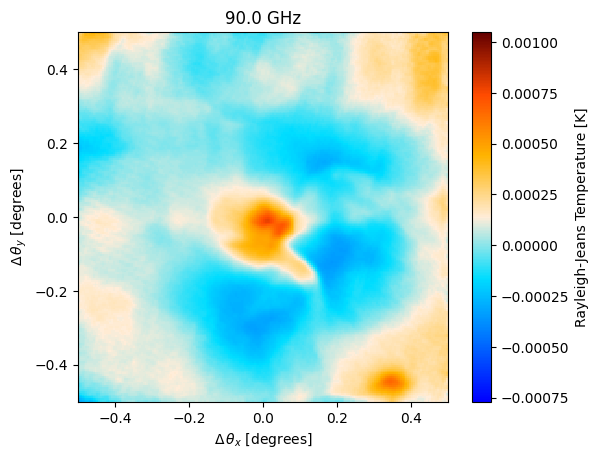 90.0 GHz
0.4
0.2
0.0
−0.2
−0.4
Δ θy [degrees]
−0.4 −0.2 0.0 0.2 0.4
Δ θx [degrees]
0.00100
0.00075
0.00050
0.00025
0.00000
−0.00025
−0.00050
−0.00075
Rayleigh-Jeans Temperature [K]